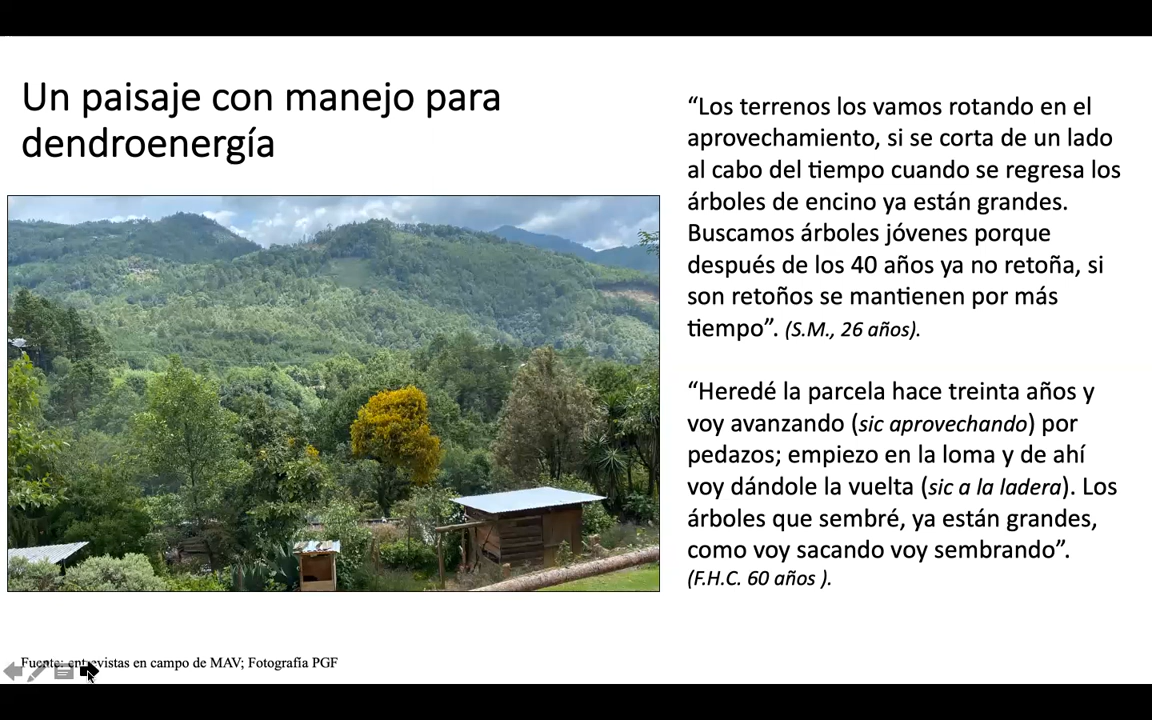 Un paisaje con manejo para
dendroenergía
“Los terrenos los vamos rotando en el
aprovechamiento, si se corta de un lado
al cabo del tiempo cuando se regresa los
árboles de encino ya están grandes.
Buscamos árboles jóvenes porque
después de los 40 años ya no retoña, si
son retoños se mantienen por más
tiempo”. (S.M., 26 años).
“Heredé la parcela hace treinta años y
voy avanzando (sic aprovechando) por
pedazos; empiezo en la loma y de ahí
voy dándole la vuelta (sic a la ladera). Los
árboles que sembré, ya están grandes,
como voy sacando voy sembrando”.
(F.H.C. 60 años ).
Fuente: entrevistas en campo de MAV; Fotografía PGF